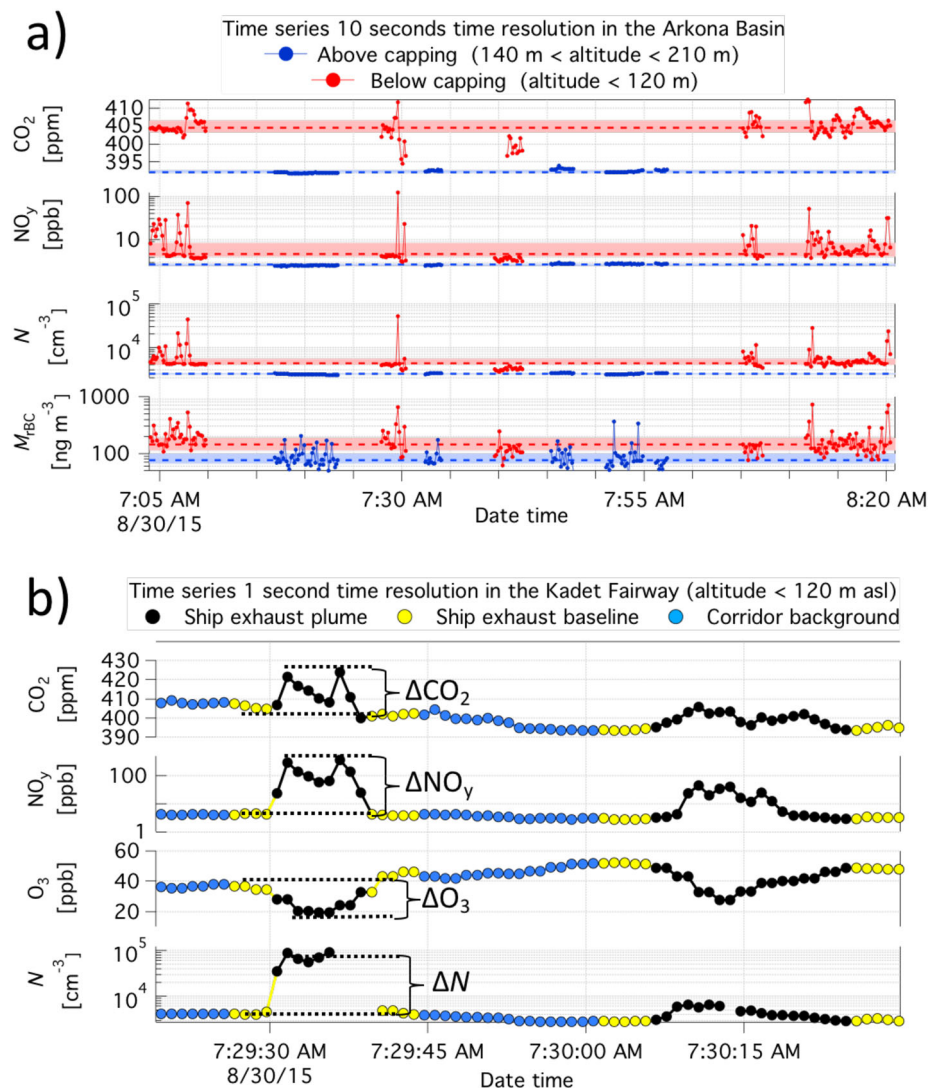 a)
Time series 10 seconds time resolution in the Arkona Basin
Above capping (140 m < altitude < 210 m)
Below capping (altitude < 120 m)
CO2
[ppm]
410
405
400
395
NOy
[ppb]
100
10
N
[cm-3]
10^5
10^4
MrBC
[ng m-3]
1000
100
7:05 AM 7:30 AM 7:55 AM 8:20 AM
8/30/15
Date time
b)
Time series 1 second time resolution in the Kadet Fairway (altitude < 120 m asl)
Ship exhaust plume Ship exhaust baseline Corridor background
CO2
[ppm]
430
420
410
400
390
ΔCO2
NOy
[ppb]
100
1
ΔNOy
O3
[ppb]
60
40
20
ΔO3
N
[cm-3]
10^5
10^4
ΔN
7:29:30 AM 7:29:45 AM 7:30:00 AM 7:30:15 AM
8/30/15
Date time